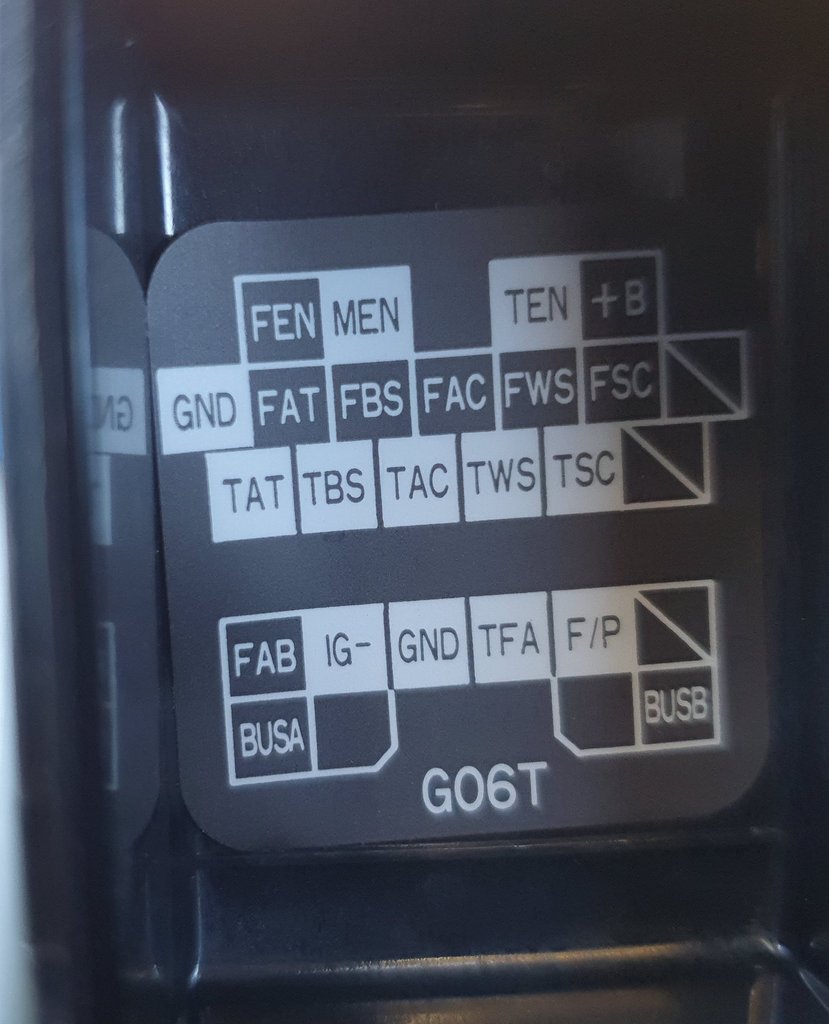 FEN MEN TEN +B
GND FAT FBS FAC FWS FSC
TAT TBS TAC TWS TSC
FAB IG- GND TFA F/P
BUSA BUSB
G06T